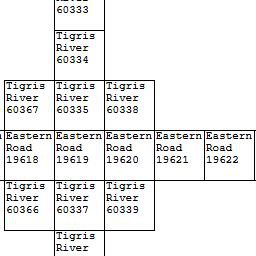 60333
Tigris
River
60334
Tigris Tigris Tigris
River River River
60367 60335 60338
Eastern Eastern Eastern Eastern Eastern
Road Road Road Road Road
19618 19619 19620 19621 19622
Tigris Tigris Tigris
River River River
60366 60337 60339
Tigris
River